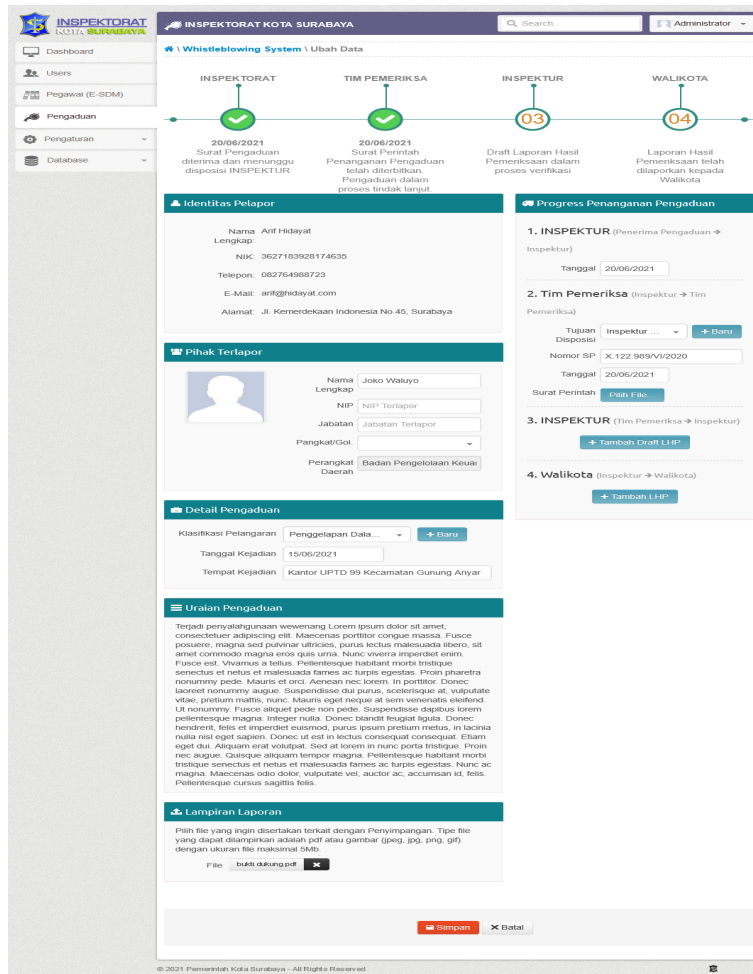 INSPEKTORAT
KOTA SURABAYA
INSPEKTORAT KOTA SURABAYA
Search..
Administrator
Dashboard
Users
Pegawai (E-SDM)
Pengaduan
Pengaturan
Database
\ Whistleblowing System \ Ubah Data
INSPEKTORAT
TIM PEMERIKSA
INSPEKTUR
WALIKOTA
03
04
20/06/2021
Surat Pengaduan
diterima dan menunggu
disposisi INSPEKTUR
20/06/2021
Surat Perintah
Penanganan Pengaduan
telah diterbitkan.
Pengaduan dalam
proses tindak lanjut.
Draft Laporan Hasil
Pemeriksaan dalam
proses verifikasi
Laporan Hasil
Pemeriksaan telah
dilaporkan kepada
Walikota
Identitas Pelapor
Nama Lengkap: Arif Hidayat
NIK: 3627183928174635
Telepon: 082764988723
E-Mail: arif@hidayat.com
Alamat: Jl. Kemerdekaan Indonesia No.45, Surabaya
Pihak Terlapor
Nama Lengkap Joko Waluyo
NIP NIP Terlapor
Jabatan Jabatan Terlapor
Pangkat/Gol.
Perangkat Daerah Badan Pengelolaan Keuai
Detail Pengaduan
Klasifikasi Pelangaran Penggelapan Dala... + Baru
Tanggal Kejadian 15/06/2021
Tempat Kejadian Kantor UPTD 99 Kecamatan Gunung Anyar
Uraian Pengaduan
Terjadi penyalahgunaan wewenang Lorem ipsum dolor sit amet,
consectetuer adipiscing elit. Maecenas porttitor congue massa. Fusce
posuere, magna sed pulvinar ultricies, purus lectus malesuada libero, sit
amet commodo magna eros quis urna. Nunc viverra imperdiet enim.
Fusce est. Vivamus a tellus. Pellentesque habitant morbi tristique
senectus et netus et malesuada fames ac turpis egestas. Proin pharetra
nonummy pede. Mauris et orci. Aenean nec lorem. In porttitor. Donec
laoreet nonummy augue. Suspendisse dui purus, scelerisque at, vulputate
vitae, pretium mattis, nunc. Mauris eget neque at sem venenatis eleifend.
Ut nonummy. Fusce aliquet pede non pede. Suspendisse dapibus lorem
pellentesque magna. Integer nulla. Donec blandit feugiat ligula. Donec
hendrerit, felis et imperdiet euismod, purus ipsum pretium metus, in lacinia
nulla nisl eget sapien. Donec ut est in lectus consequat consequat. Etiam
eget dui. Aliquam erat volutpat. Sed at lorem in nunc porta tristique. Proin
nec augue. Quisque aliquam tempor magna. Pellentesque habitant morbi
tristique senectus et netus et malesuada fames ac turpis egestas. Nunc ac
magna. Maecenas odio dolor, vulputate vel, auctor ac, accumsan id, felis.
Pellentesque cursus sagittis felis.
Lampiran Laporan
Pilih file yang ingin disertakan terkait dengan Penyimpangan. Tipe file
yang dapat dilampirkan adalah pdf atau gambar (jpeg, jpg, png, gif)
dengan ukuran file maksimal 5Mb.
File bukti dukung.pdf
Progress Penanganan Pengaduan
1. INSPEKTUR (Penerima Pengaduan →
Inspektur)
Tanggal 20/06/2021
2. Tim Pemeriksa (Inspektur → Tim
Pemeriksa)
Tujuan Disposisi Inspektur ... + Baru
Nomor SP X.122.989/VI/2020
Tanggal 20/06/2021
Surat Perintah Pilih File
3. INSPEKTUR (Tim Pemeriksa → Inspektur)
+ Tambah Draft LHP
4. Walikota (Inspektur → Walikota)
+ Tambah LHP
Simpan
Batal
© 2021 Pemerintah Kota Surabaya - All Rights Reserved